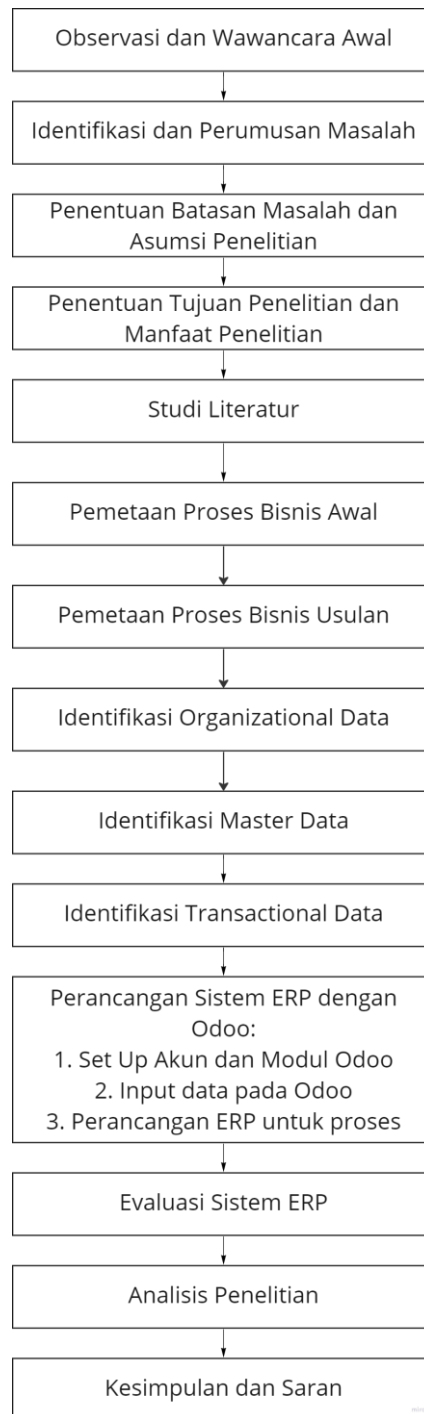 Observasi dan Wawancara Awal
Identifikasi dan Perumusan Masalah
Penentuan Batasan Masalah dan
Asumsi Penelitian
Penentuan Tujuan Penelitian dan
Manfaat Penelitian
Studi Literatur
Pemetaan Proses Bisnis Awal
Pemetaan Proses Bisnis Usulan
Identifikasi Organizational Data
Identifikasi Master Data
Identifikasi Transactional Data
Perancangan Sistem ERP dengan
Odoo:
1. Set Up Akun dan Modul Odoo
2. Input data pada Odoo
3. Perancangan ERP untuk proses
Evaluasi Sistem ERP
Analisis Penelitian
Kesimpulan dan Saran